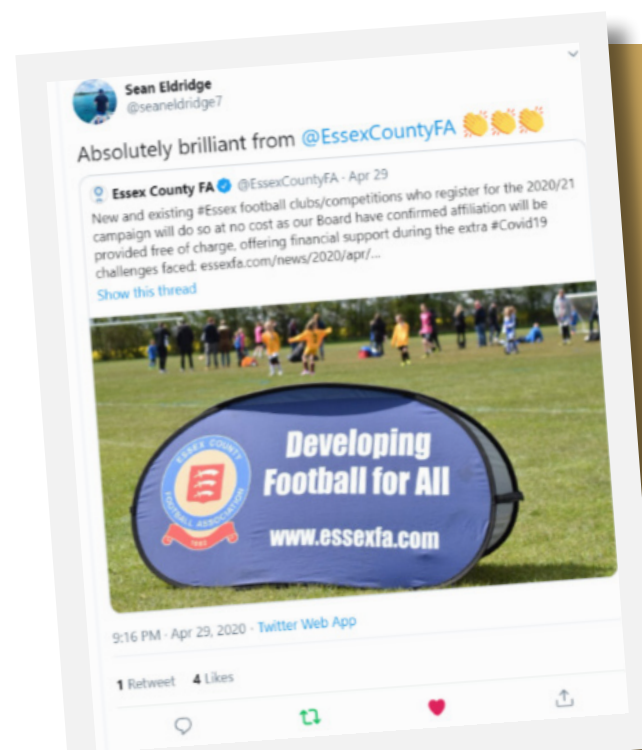 Sean Eldridge
@seaneldridge7
Absolutely brilliant from @EssexCountyFA 👏👏👏
Essex County FA @EssexCountyFA · Apr 29
New and existing #Essex football clubs/competitions who register for the 2020/21
campaign will do so at no cost as our Board have confirmed affiliation will be
provided free of charge, offering financial support during the extra #Covid19
challenges faced: essexfa.com/news/2020/apr/...
Show this thread
ESSEX COUNTY
FOOTBALL ASSOCIATION
Developing
Football for All
www.essexfa.com
9:16 PM · Apr 29, 2020 · Twitter Web App
1 Retweet 4 Likes